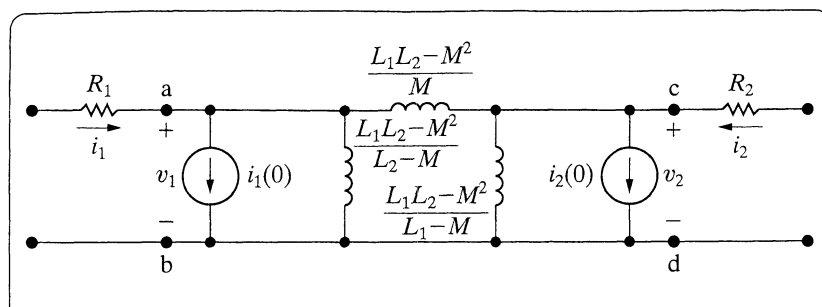 L₁L₂−M²
M
R₁ a c R₂
+ L₁L₂−M² +
i₁ L₂−M i₂
v₁ i₁(0) L₁L₂−M² i₂(0) v₂
− L₁−M −
b d